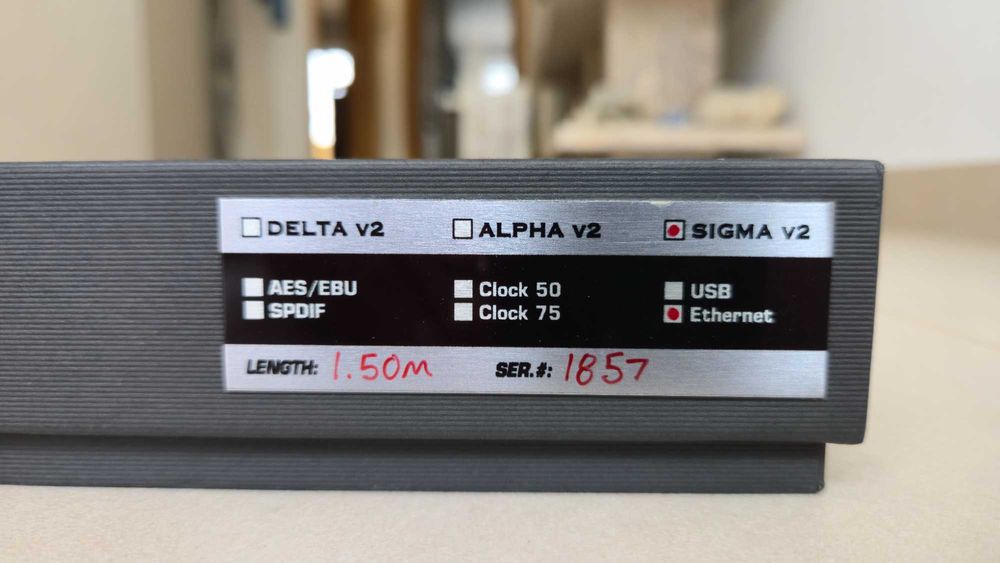 DELTA v2 ALPHA v2 SIGMA v2
AES/EBU Clock 50 USB
SPDIF Clock 75 Ethernet
LENGTH: 1.50M SER.#: 1857